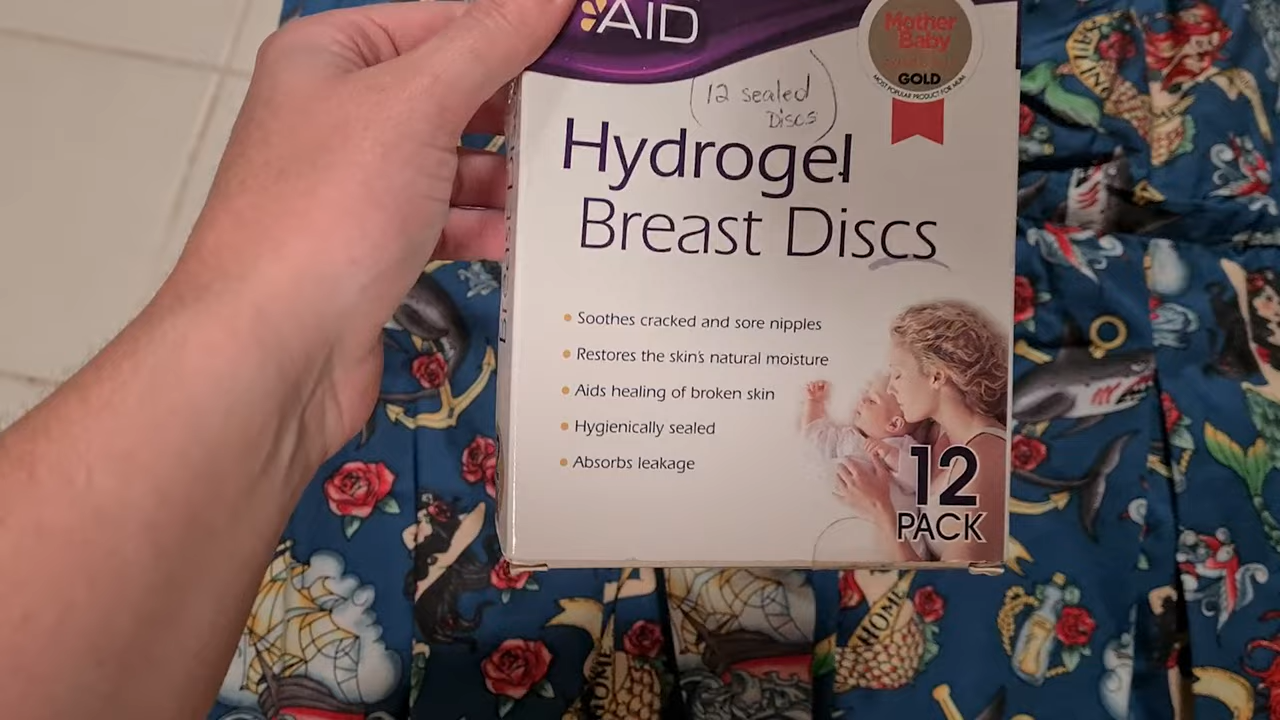 AID
Mother
&Baby
GOLD
MOST POPULAR PRODUCT FOR MUM
(12 sealed
Discs)
Hydrogel
Breast Discs
Soothes cracked and sore nipples
Restores the skin's natural moisture
Aids healing of broken skin
Hygienically sealed
Absorbs leakage
12
PACK
HOME